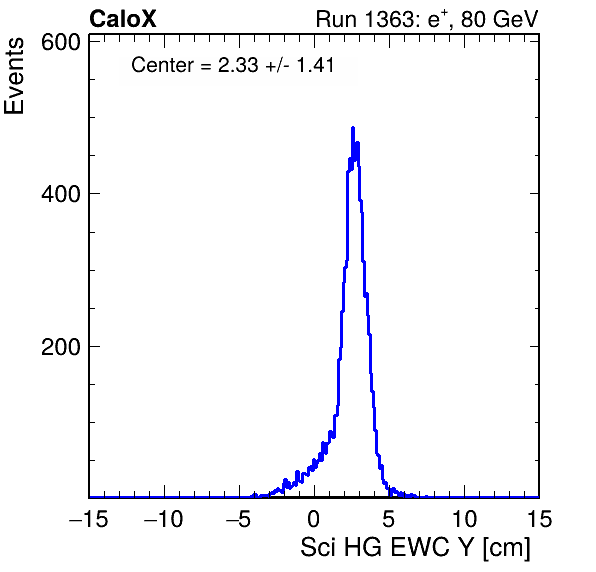 CaloX Run 1363: e⁺, 80 GeV
Events
Center = 2.33 +/- 1.41
600
400
200
−15 −10 −5 0 5 10 15
Sci HG EWC Y [cm]